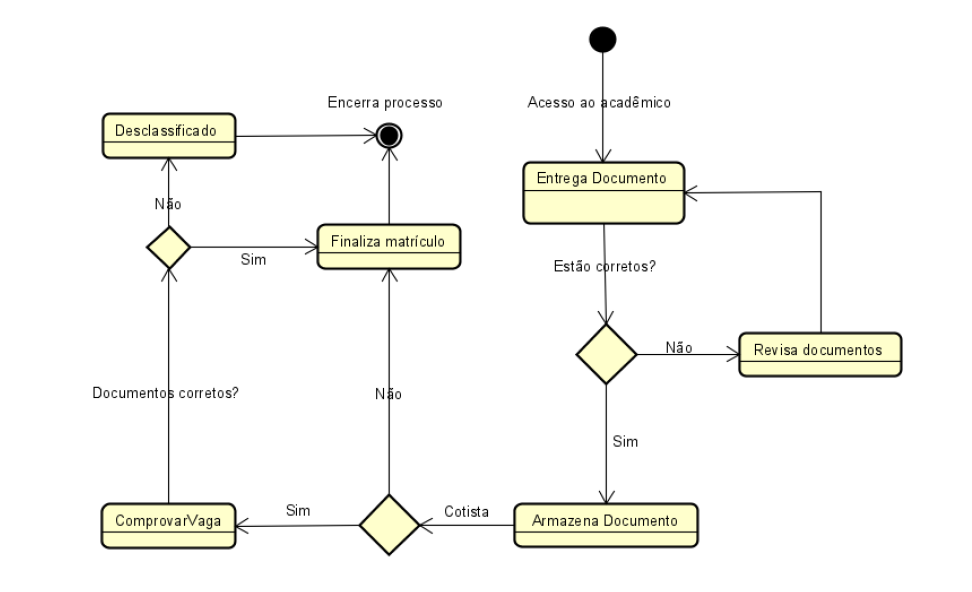 Encerra processo
Acesso ao acadêmico
Desclassificado
Entrega Documento
Não
Finaliza matrículo
Sim
Estão corretos?
Não
Revisa documentos
Documentos corretos?
Não
Sim
ComprovarVaga
Sim
Cotista
Armazena Documento